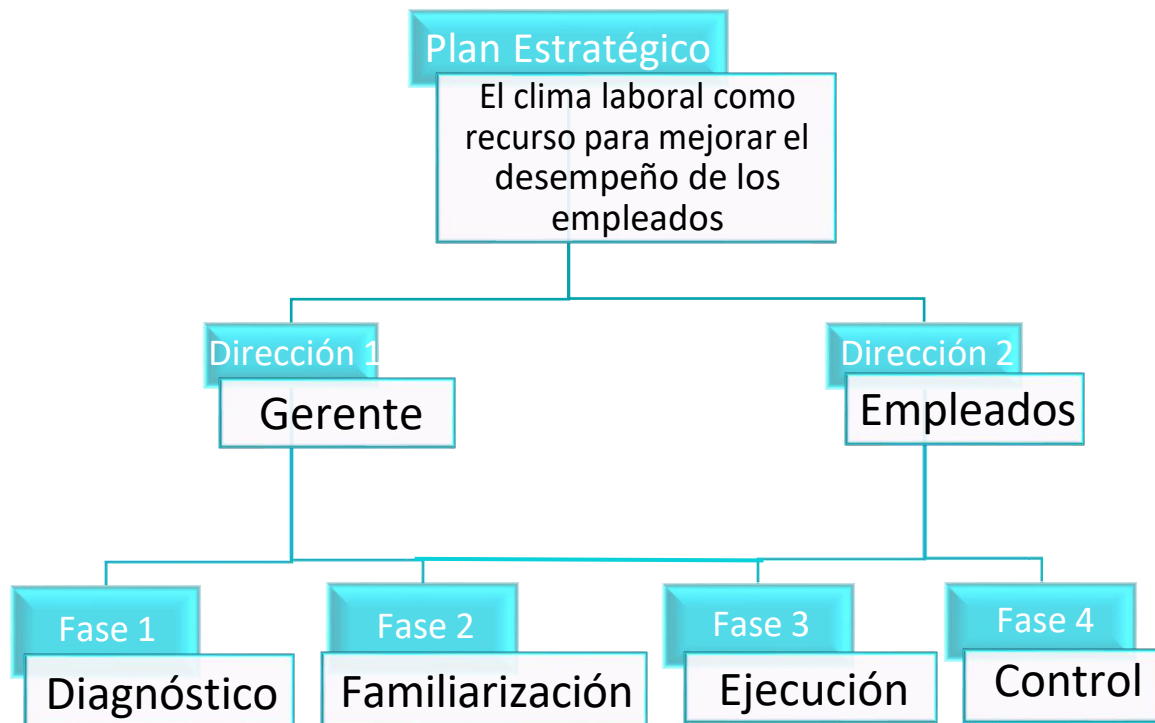 Plan Estratégico
El clima laboral como
recurso para mejorar el
desempeño de los
empleados
Dirección 1
Gerente
Dirección 2
Empleados
Fase 1
Diagnóstico
Fase 2
Familiarización
Fase 3
Ejecución
Fase 4
Control